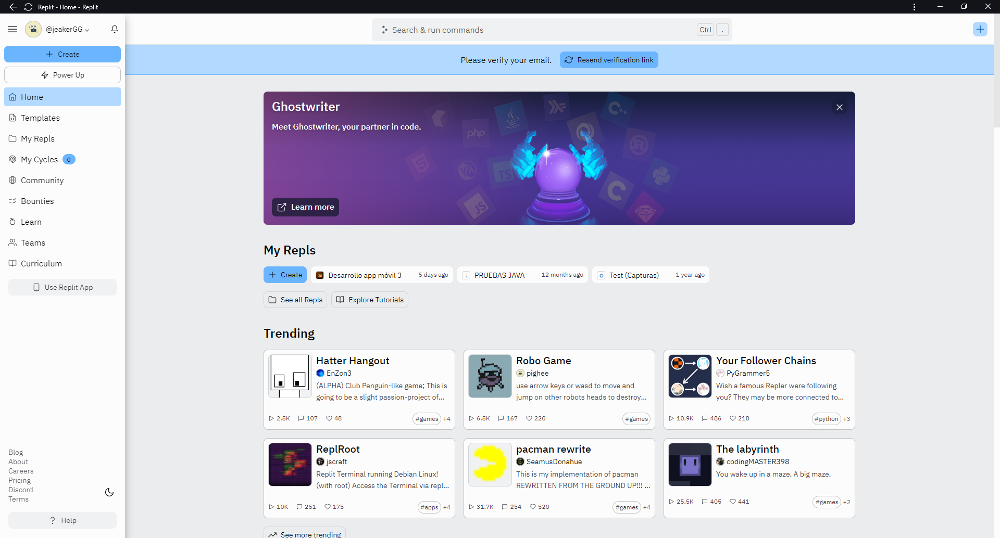 Replit - Home - Replit
@jeakerGG
Search & run commands
Ctrl .
Create
Power Up
Home
Templates
My Repls
My Cycles 0
Community
Bounties
Learn
Teams
Curriculum
Use Replit App
Blog
About
Careers
Pricing
Discord
Terms
? Help
Please verify your email. Resend verification link
Ghostwriter
Meet Ghostwriter, your partner in code.
php
C++
TS
JS
Learn more
My Repls
Create
Desarrollo app móvil 3 5 days ago
PRUEBAS JAVA 12 months ago
Test (Capturas) 1 year ago
See all Repls
Explore Tutorials
Trending
Hatter Hangout
EnZon3
(ALPHA) Club Penguin-like game; This is
going to be a slight passion-project of...
2.5K 107 48 #games +4
Robo Game
pighee
use arrow keys or wasd to move and
jump on other robots heads to destroy...
6.5K 167 220 #games
Your Follower Chains
PyGrammer5
Wish a famous Repler were following
you? They may be more connected to...
10.9K 486 218 #python +3
ReplRoot
jscraft
Replit Terminal running Debian Linux!
(with root) Access the Terminal via repl...
10K 251 175 #apps +4
pacman rewrite
SeamusDonahue
This is my implementation of pacman
REWRITTEN FROM THE GROUND UP!!! ...
31.7K 254 520 #games +4
The labyrinth
codingMASTER398
You wake up in a maze. A big maze.
25.5K 405 441 #games +2
See more trending